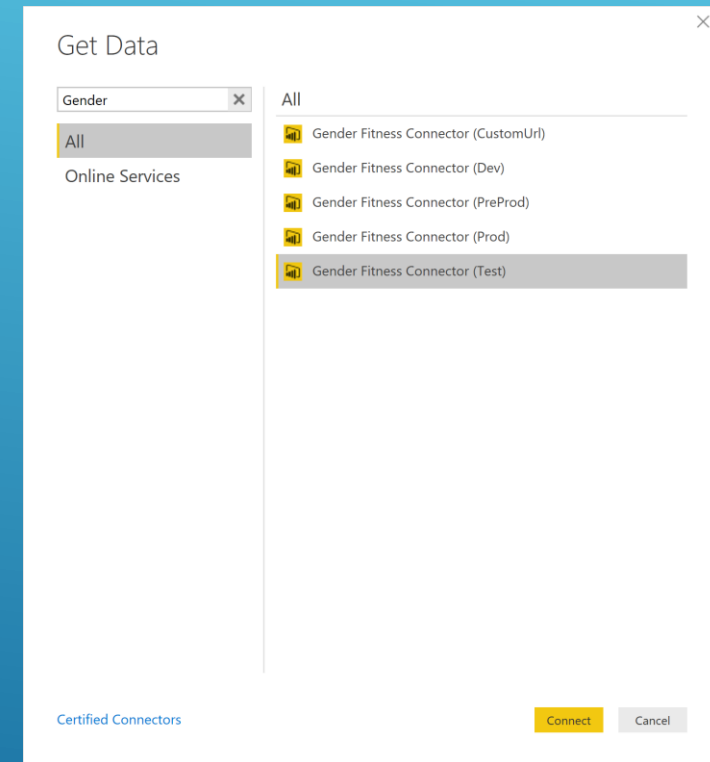 Get Data
Gender
All
Online Services
All
Gender Fitness Connector (CustomUrl)
Gender Fitness Connector (Dev)
Gender Fitness Connector (PreProd)
Gender Fitness Connector (Prod)
Gender Fitness Connector (Test)
Certified Connectors
Connect
Cancel